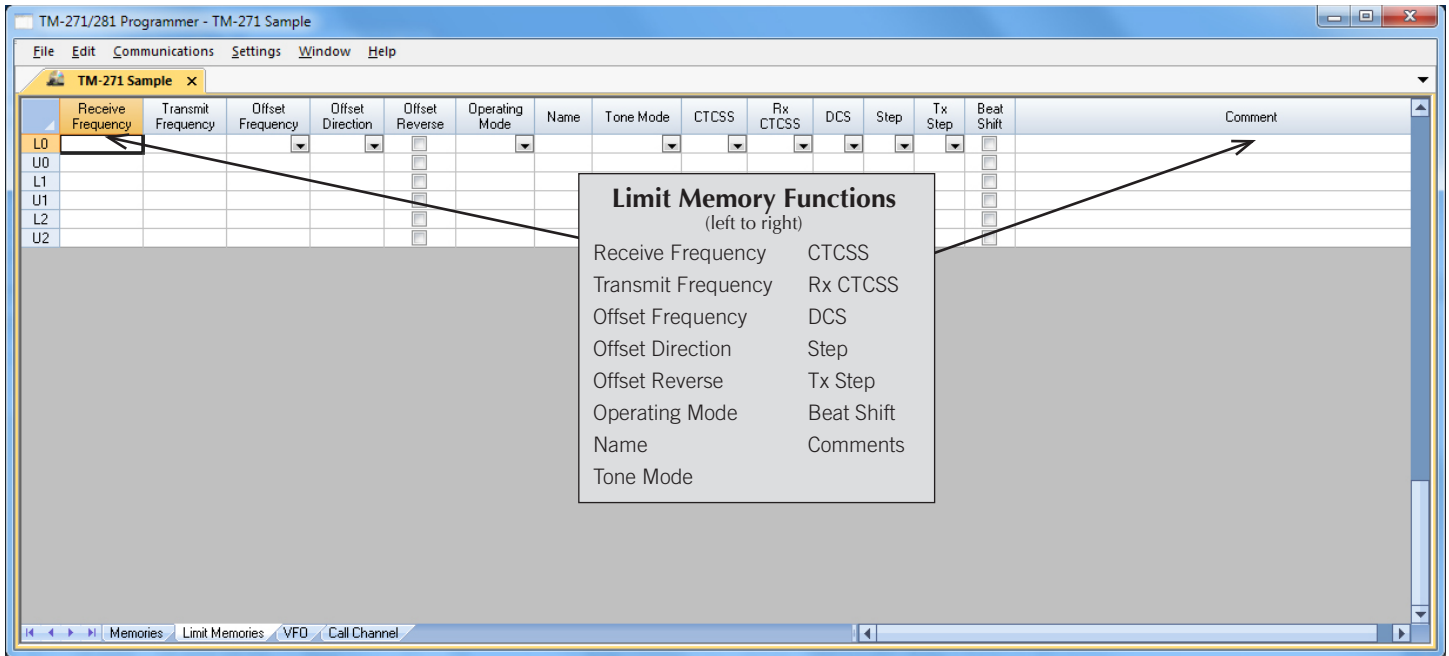 TM-271/281 Programmer - TM-271 Sample
File Edit Communications Settings Window Help
TM-271 Sample x
Receive Frequency Transmit Frequency Offset Frequency Offset Direction Offset Reverse Operating Mode Name Tone Mode CTCSS Rx CTCSS DCS Step Tx Step Beat Shift Comment
L0
U0
L1
U1
L2
U2
Limit Memory Functions
(left to right)
Receive Frequency CTCSS
Transmit Frequency Rx CTCSS
Offset Frequency DCS
Offset Direction Step
Offset Reverse Tx Step
Operating Mode Beat Shift
Name Comments
Tone Mode
Memories Limit Memories VFO Call Channel